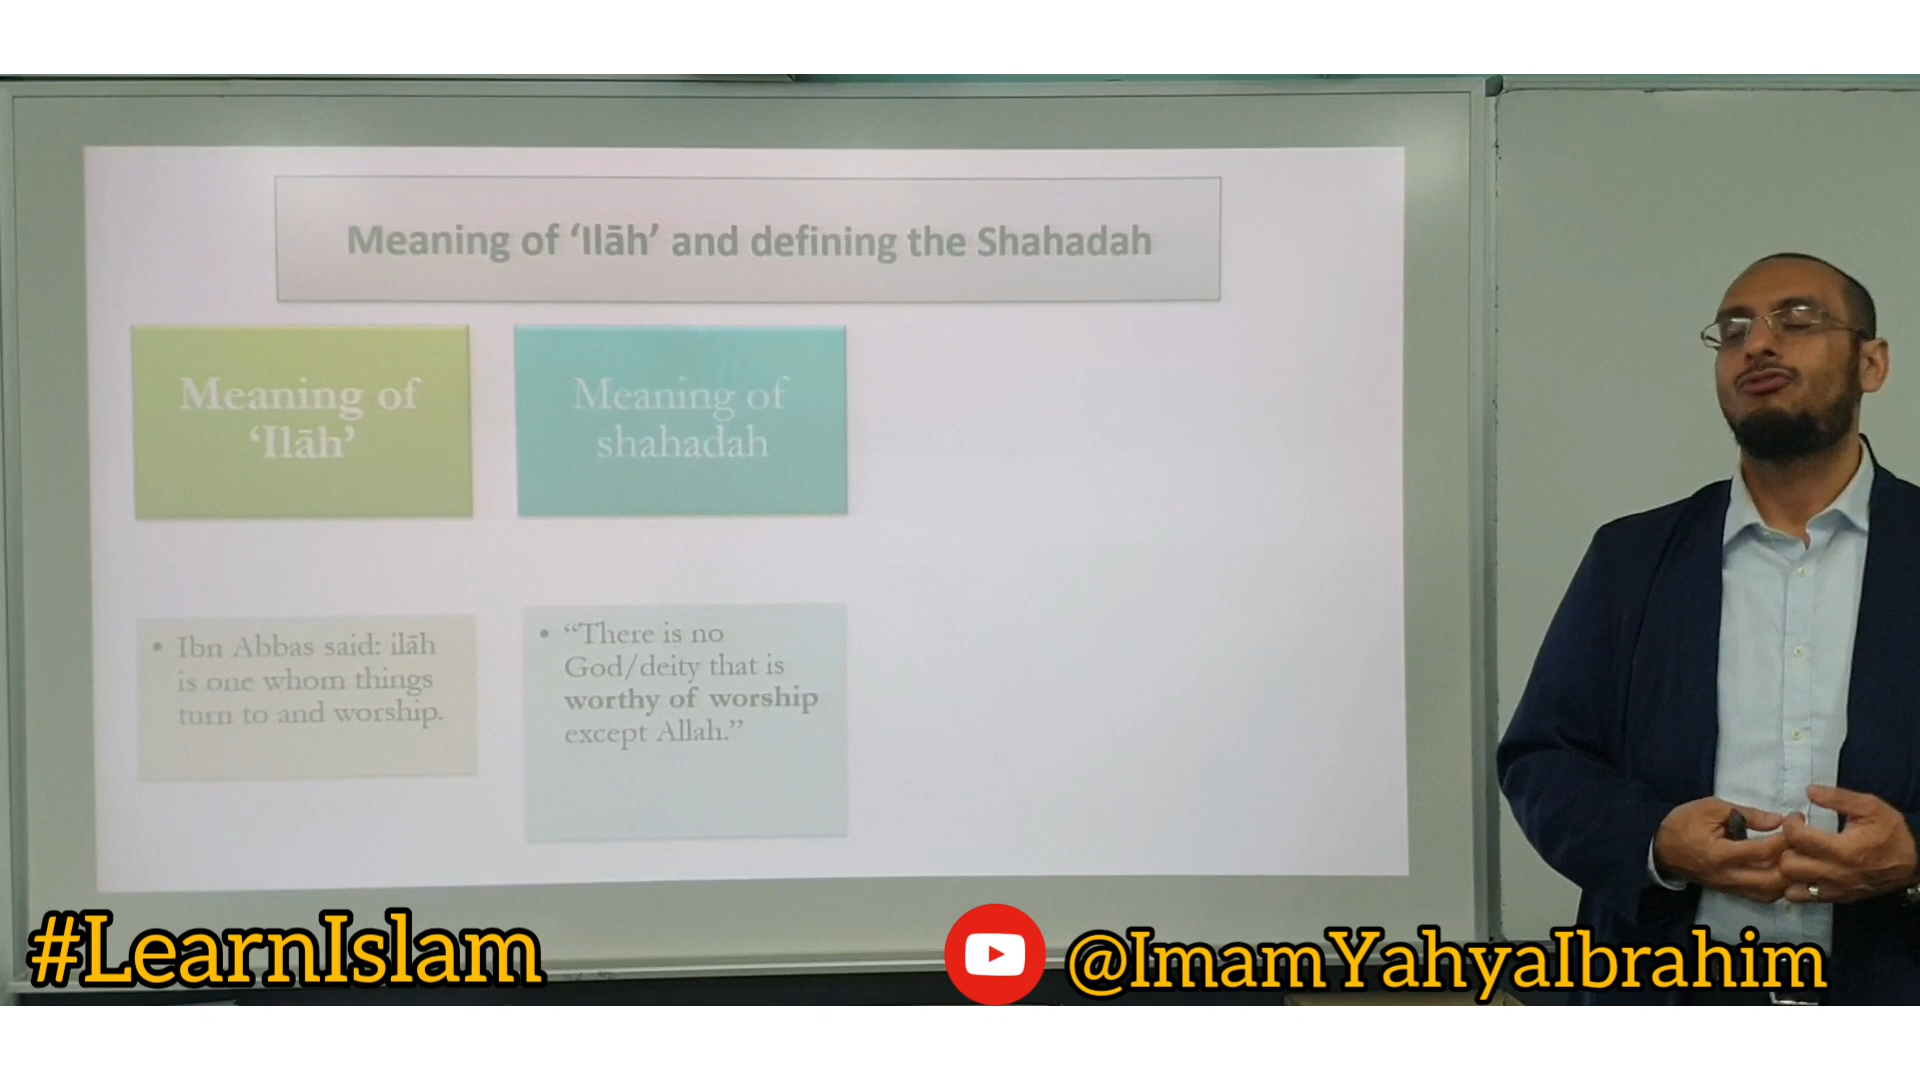 Meaning of ‘Ilāh’ and defining the Shahadah
Meaning of
‘Ilāh’
Meaning of
shahadah
• Ibn Abbas said: ilāh
is one whom things
turn to and worship.
• “There is no
God/deity that is
worthy of worship
except Allah.”
#LearnIslam
@ImamYahyaIbrahim